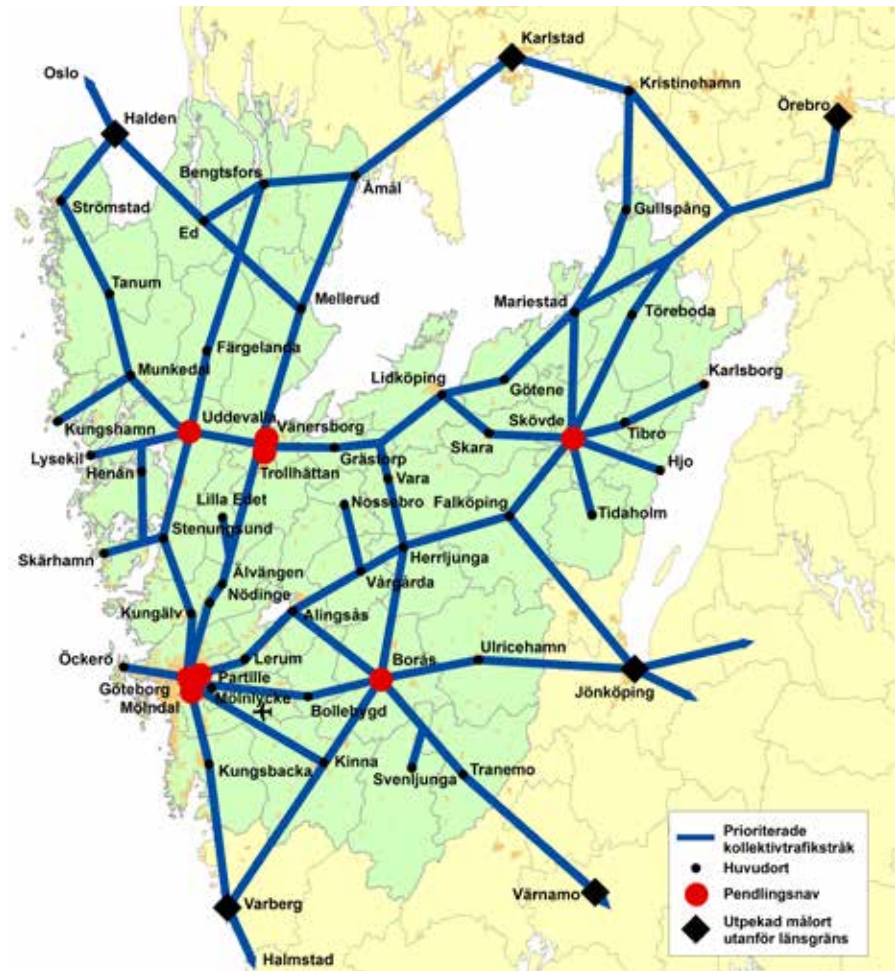 Karlstad
Oslo
Kristinehamn
Örebro
Halden
Bengtsfors
Åmål
Strömstad
Gullspång
Ed
Tanum
Mellerud
Mariestad
Töreboda
Färgelanda
Munkedal
Lidköping
Götene
Karlsborg
Uddevalla
Vänersborg
Skövde
Kungshamn
Tibro
Lysekil
Grästorp
Skara
Henån
Trollhättan
Hjo
Vara
Lilla Edet
Nossebro
Falköping
Stenungsund
Tidaholm
Skärhamn
Herrljunga
Älvängen
Vårgårda
Nödinge
Kungälv
Alingsås
Ulricehamn
Öckerö
Lerum
Borås
Partille
Göteborg
Mölnlycke
Jönköping
Mölndal
Bollebygd
Kungsbacka
Kinna
Svenljunga
Tranemo
Värnamo
Varberg
Halmstad
Prioriterade
kollektivtrafikstråk
Huvudort
Pendlingsnav
Utpekad målort
utanför länsgräns